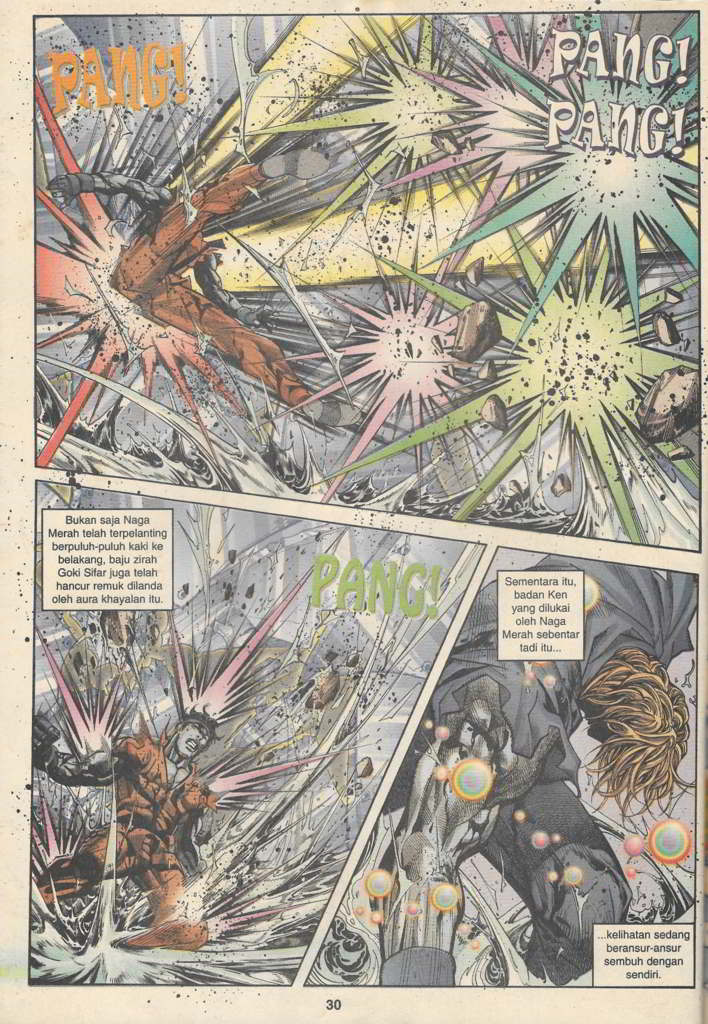 PANG!
PANG!
PANG!
Bukan saja Naga
Merah telah terpelanting
berpuluh-puluh kaki ke
belakang, baju zirah
Goki Sifar juga telah
hancur remuk dilanda
oleh aura khayalan itu.
PANG!
Sementara itu,
badan Ken
yang dilukai
oleh Naga
Merah sebentar
tadi itu...
...kelihatan sedang
beransur-ansur
sembuh dengan
sendiri.
30